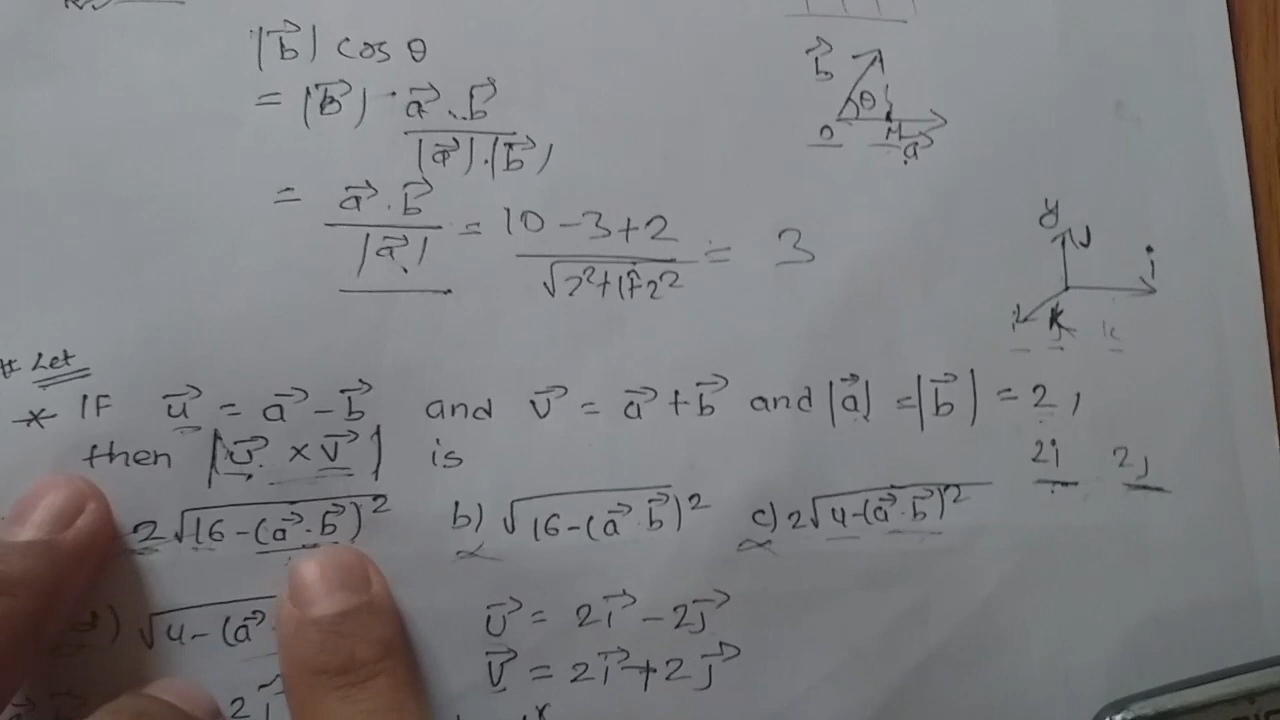 |b⃗| cos θ
= |b⃗| · a⃗ . b⃗ / |a⃗| . |b⃗|
= a⃗ . b⃗ / |a⃗| = 10 - 3 + 2 / √2²+1²+2² = 3
b⃗ θ O M a⃗
y j
k
Let
* IF u⃗ = a⃗ - b⃗ and v⃗ = a⃗ + b⃗ and |a⃗| = |b⃗| = 2,
then |u⃗ × v⃗| is 2i 2j
2√16-(a⃗ . b⃗)² b) √16-(a⃗ . b⃗)² c) 2√4-(a⃗ . b⃗)²
) √4-(a⃗ .
u⃗ = 2i⃗ - 2j⃗
v⃗ = 2i⃗ + 2j⃗